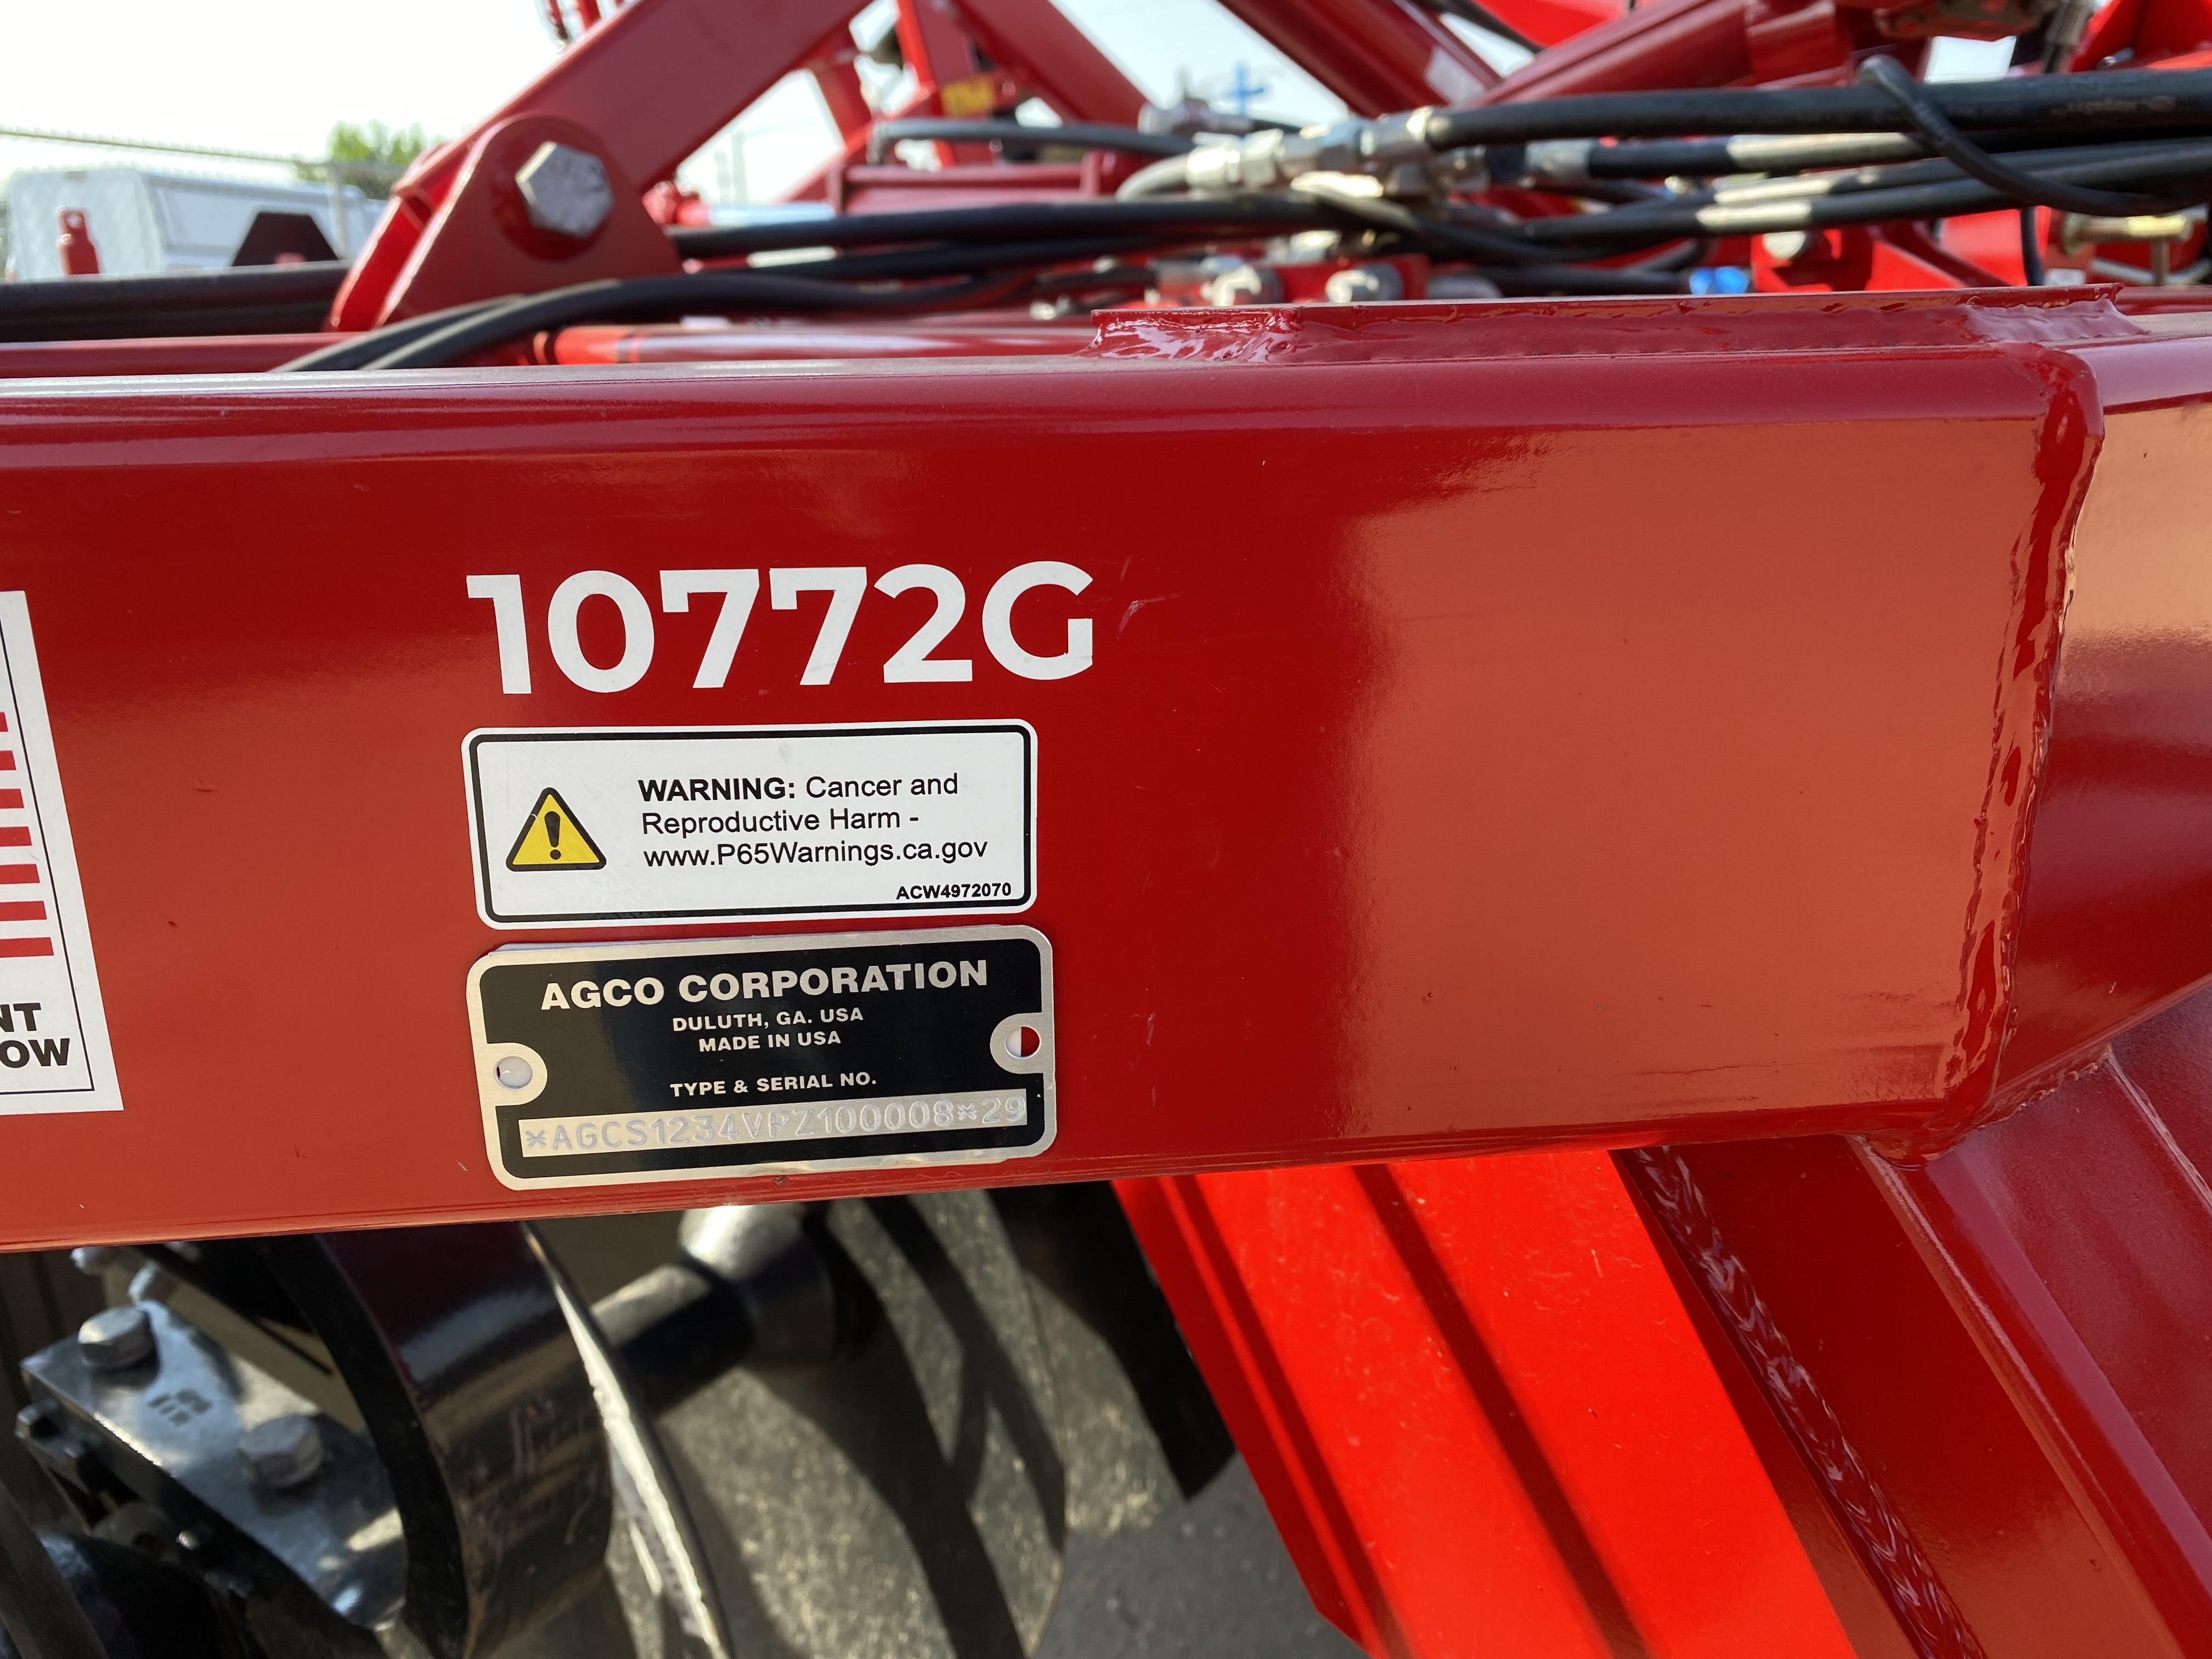 10772G
WARNING: Cancer and
Reproductive Harm -
www.P65Warnings.ca.gov
ACW4972070
NT
OW
AGCO CORPORATION
DULUTH, GA. USA
MADE IN USA
TYPE & SERIAL NO.
*AGCS1234VPZ100008*29